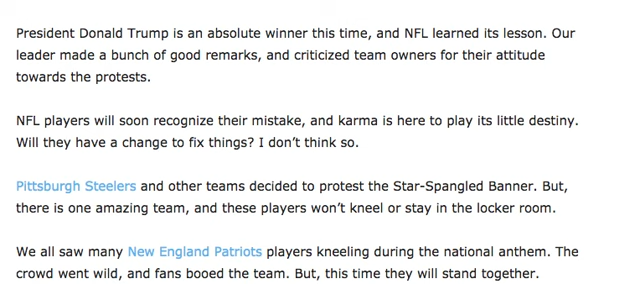 President Donald Trump is an absolute winner this time, and NFL learned its lesson. Our
leader made a bunch of good remarks, and criticized team owners for their attitude
towards the protests.
NFL players will soon recognize their mistake, and karma is here to play its little destiny.
Will they have a change to fix things? I don’t think so.
Pittsburgh Steelers and other teams decided to protest the Star-Spangled Banner. But,
there is one amazing team, and these players won’t kneel or stay in the locker room.
We all saw many New England Patriots players kneeling during the national anthem. The
crowd went wild, and fans booed the team. But, this time they will stand together.